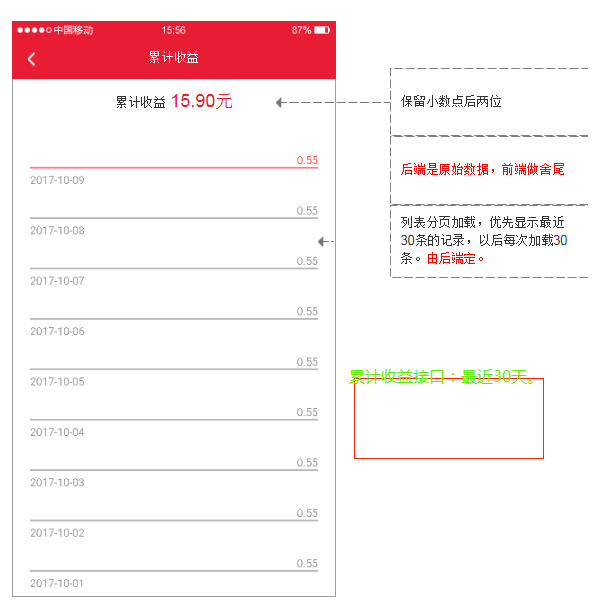 中国移动 15:56 87%
累计收益
累计收益 15.90元
0.55
2017-10-09
0.55
2017-10-08
0.55
2017-10-07
0.55
2017-10-06
0.55
2017-10-05
0.55
2017-10-04
0.55
2017-10-03
0.55
2017-10-02
0.55
2017-10-01
保留小数点后两位
后端是原始数据，前端做舍尾
列表分页加载，优先显示最近
30条的记录，以后每次加载30
条。由后端定。
累计收益接口：最近30天。